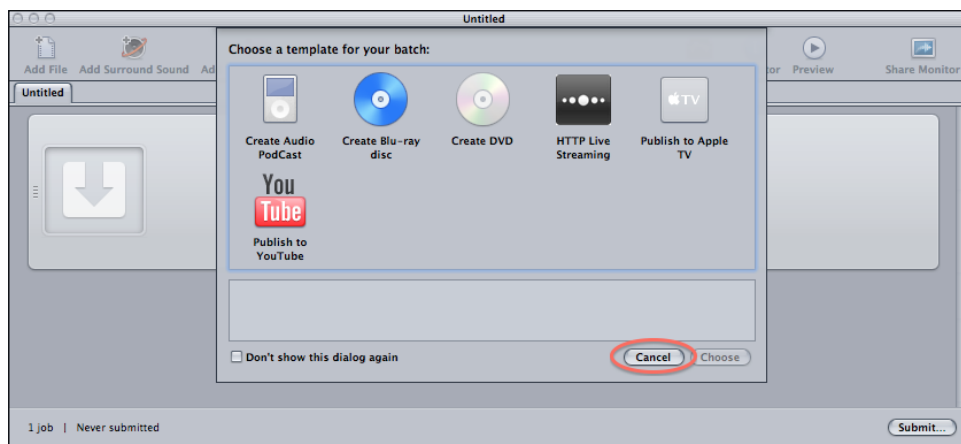 Untitled
Add File Add Surround Sound Ad
Choose a template for your batch:
tor Preview Share Monitor
Untitled
tv
Create Audio PodCast
Create Blu-ray disc
Create DVD
HTTP Live Streaming
Publish to Apple TV
You
Tube
Publish to YouTube
Don't show this dialog again
Cancel Choose
1 job | Never submitted
Submit...